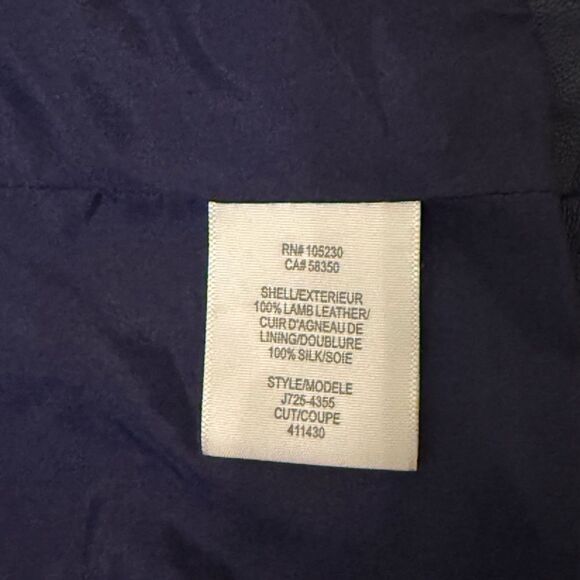 RN# 105230
CA# 58350
SHELL/EXTERIEUR
100% LAMB LEATHER/
CUIR D'AGNEAU DE
LINING/DOUBLURE
100% SILK/SOIE
STYLE/MODELE
J725-4355
CUT/COUPE
411430